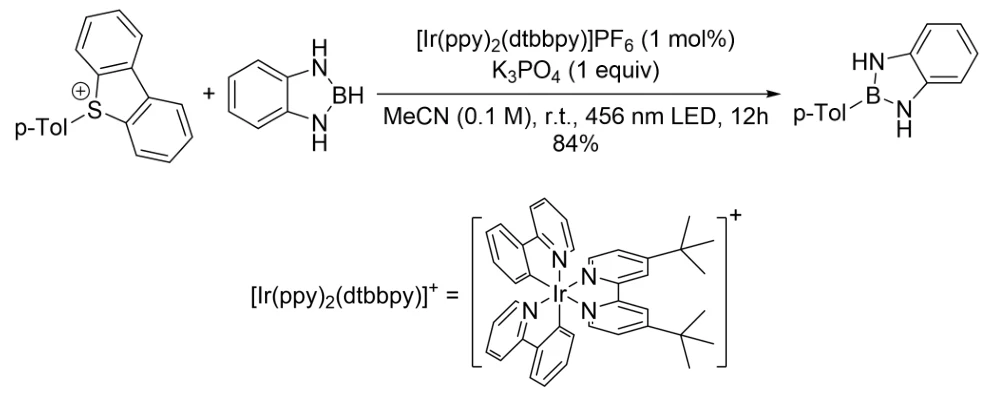 [Ir(ppy)2(dtbbpy)]PF6 (1 mol%)
K3PO4 (1 equiv)
MeCN (0.1 M), r.t., 456 nm LED, 12h
84%
S
+
p-Tol
+
H
N
BH
N
H
HN
p-Tol
B
N
H
[Ir(ppy)2(dtbbpy)]+ =
N
N
Ir
N
N
+